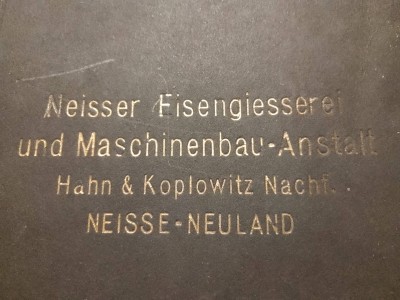 Neisser Eisengiesserei
und Maschinenbau-Anstalt
Hahn & Koplowitz Nachf.
NEISSE-NEULAND